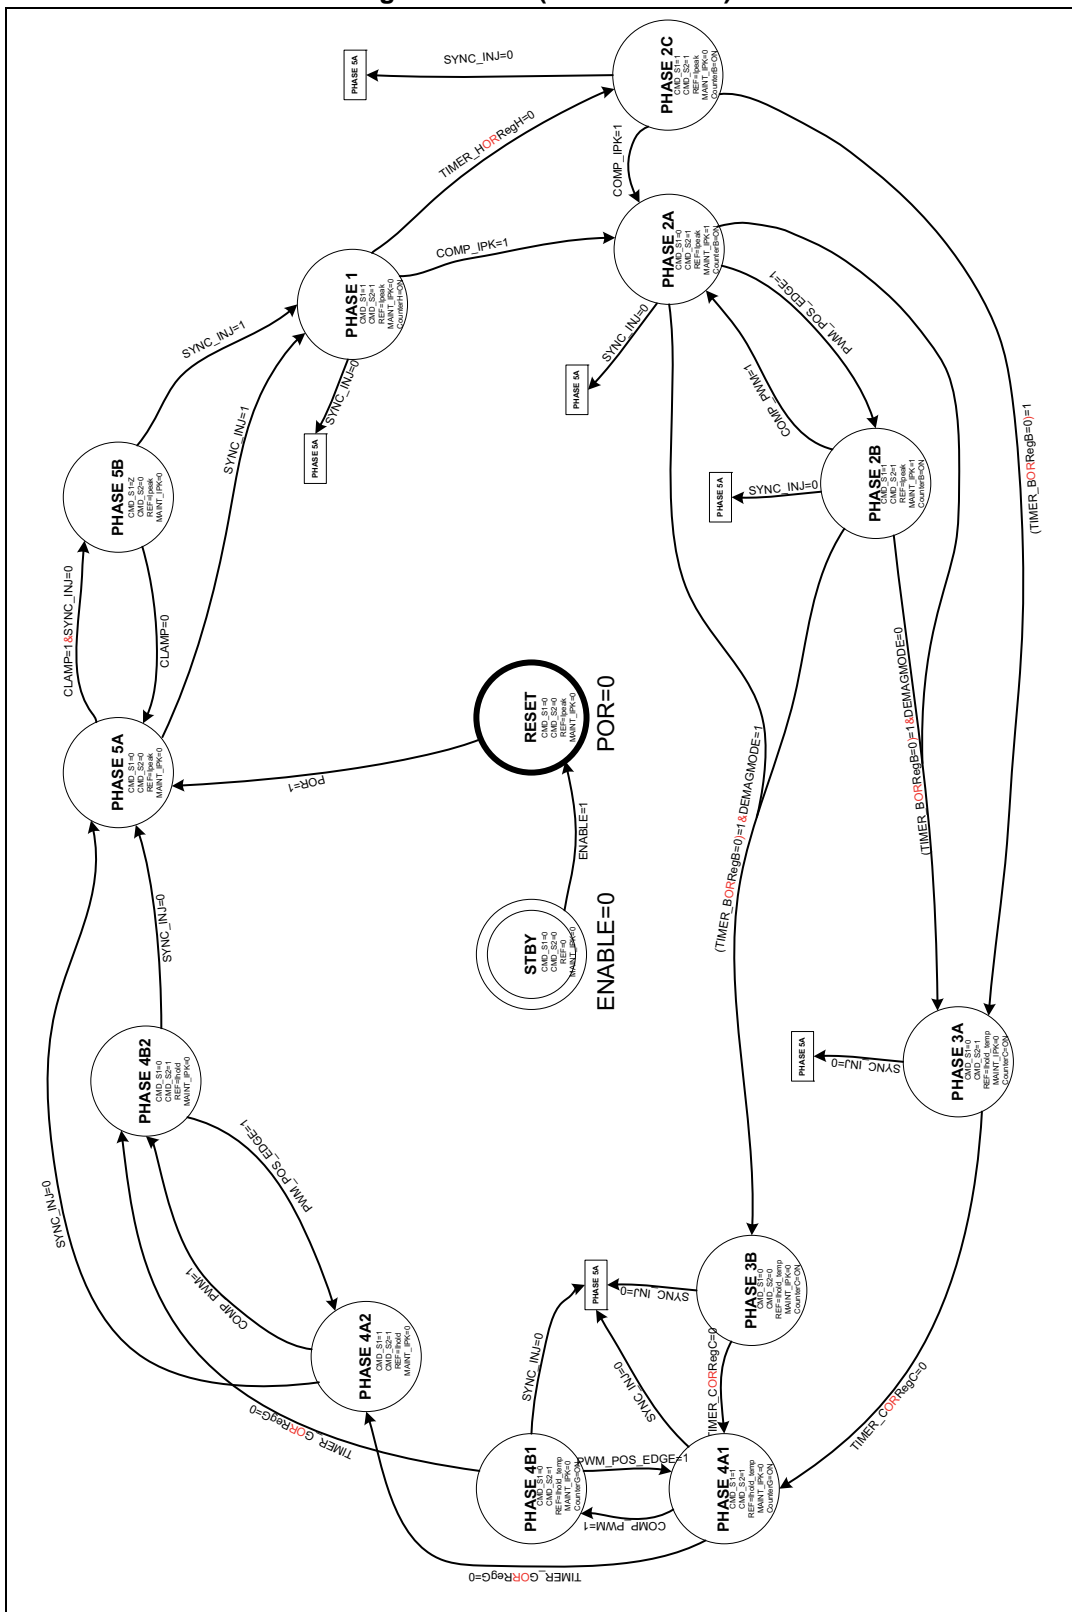 PHASE 2C
CMD_S1=1
CMD_S2=1
REF=Ipeak
MAINT_IPK=0
CounterB=ON
SYNC_INJ=0
PHASE 5A
TIMER_HORRegH=0
COMP_IPK=1
PHASE 2A
CMD_S1=0
CMD_S2=1
REF=Ipeak
MAINT_IPK=1
CounterB=ON
COMP_IPK=1
PHASE 1
CMD_S1=1
CMD_S2=1
REF=Ipeak
MAINT_IPK=0
CounterH=ON
SYNC_INJ=1
SYNC_INJ=1
SYNC_INJ=0
PHASE 5A
SYNC_INJ=0
PHASE 5A
PWM_POS_EDGE=1
COMP_PWM=1
PHASE 2B
CMD_S1=1
CMD_S2=1
REF=Ipeak
MAINT_IPK=1
CounterB=ON
SYNC_INJ=0
PHASE 5A
(TIMER_BORRegB=0)=1
PHASE 5B
CMD_S1=Z
CMD_S2=0
REF=Ipeak
MAINT_IPK=0
CLAMP=1&SYNC_INJ=0
CLAMP=0
PHASE 5A
CMD_S1=0
CMD_S2=0
REF=Ipeak
MAINT_IPK=0
RESET
CMD_S1=0
CMD_S2=0
REF=Ipeak
MAINT_IPK=0
POR=0
POR=1
ENABLE=1
STBY
CMD_S1=0
CMD_S2=0
REF=0
MAINT_IPK=0
ENABLE=0
(TIMER_BORRegB=0)=1&DEMAGMODE=1
(TIMER_BORRegB=0)=1&DEMAGMODE=0
SYNC_INJ=0
SYNC_INJ=0
PHASE 4B2
CMD_S1=0
CMD_S2=1
REF=Ihold
MAINT_IPK=0
PWM_POS_EDGE=1
COMP_PWM=1
PHASE 4A2
CMD_S1=1
CMD_S2=1
REF=Ihold
MAINT_IPK=0
PHASE 3A
CMD_S1=0
CMD_S2=1
REF=Ihold_temp
MAINT_IPK=0
CounterC=ON
SYNC_INJ=0
PHASE 5A
PHASE 3B
CMD_S1=0
CMD_S2=0
REF=Ihold_temp
MAINT_IPK=0
CounterC=ON
SYNC_INJ=0
PHASE 5A
SYNC_INJ=0
SYNC_INJ=0
TIMER_CORRegC=0
TIMER_CORRegC=0
TIMER_GORRegG=0
PHASE 4B1
CMD_S1=0
CMD_S2=1
REF=Ihold_temp
MAINT_IPK=0
CounterG=ON
PWM_POS_EDGE=1
COMP_PWM=1
PHASE 4A1
CMD_S1=1
CMD_S2=1
REF=Ihold_temp
MAINT_IPK=0
CounterG=ON
TIMER_GORRegG=0